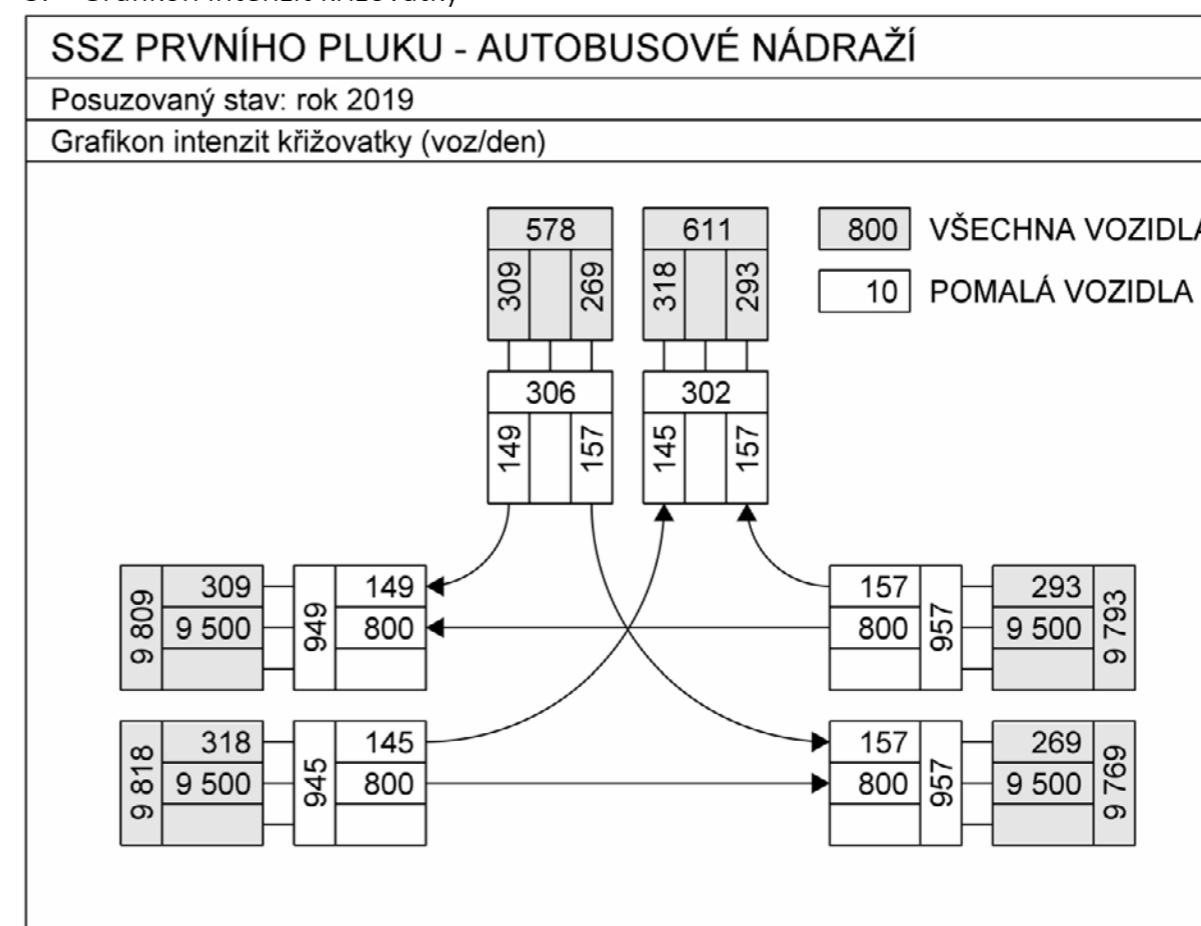 SSZ PRVNÍHO PLUKU - AUTOBUSOVÉ NÁDRAŽÍ
Posuzovaný stav: rok 2019
Grafikon intenzit křižovatky (voz/den)
578 611 800 VŠECHNA VOZIDLA
309 269 318 293 10 POMALÁ VOZIDLA
306 302
149 157 145 157
9 809 309 949 149 157 957 293 9 793
9 500 800 800 9 500
9 818 318 945 145 157 957 269 9 769
9 500 800 800 9 500